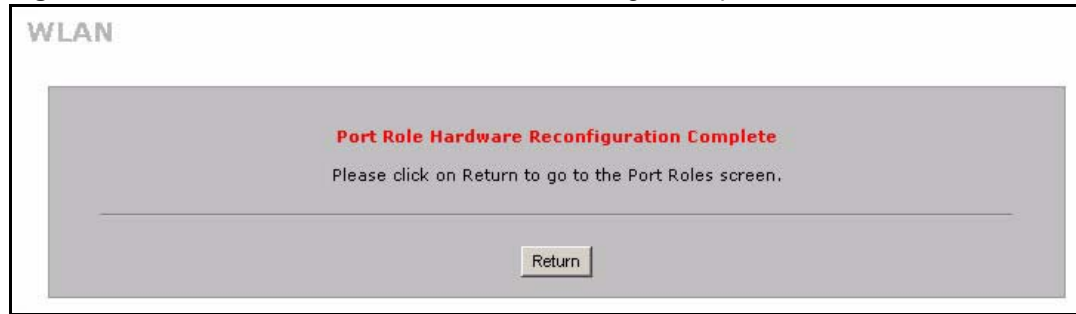 WLAN
Port Role Hardware Reconfiguration Complete
Please click on Return to go to the Port Roles screen.
Return